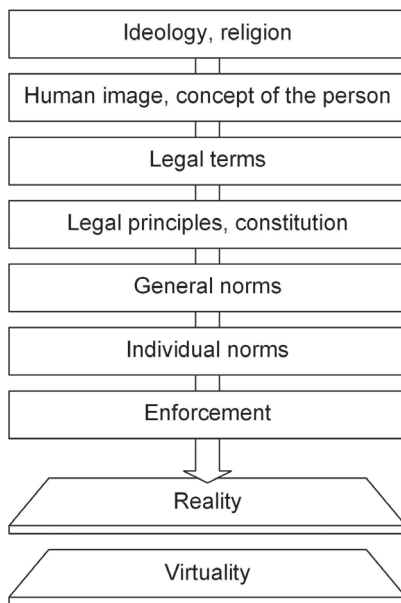 Ideology, religion
Human image, concept of the person
Legal terms
Legal principles, constitution
General norms
Individual norms
Enforcement
Reality
Virtuality